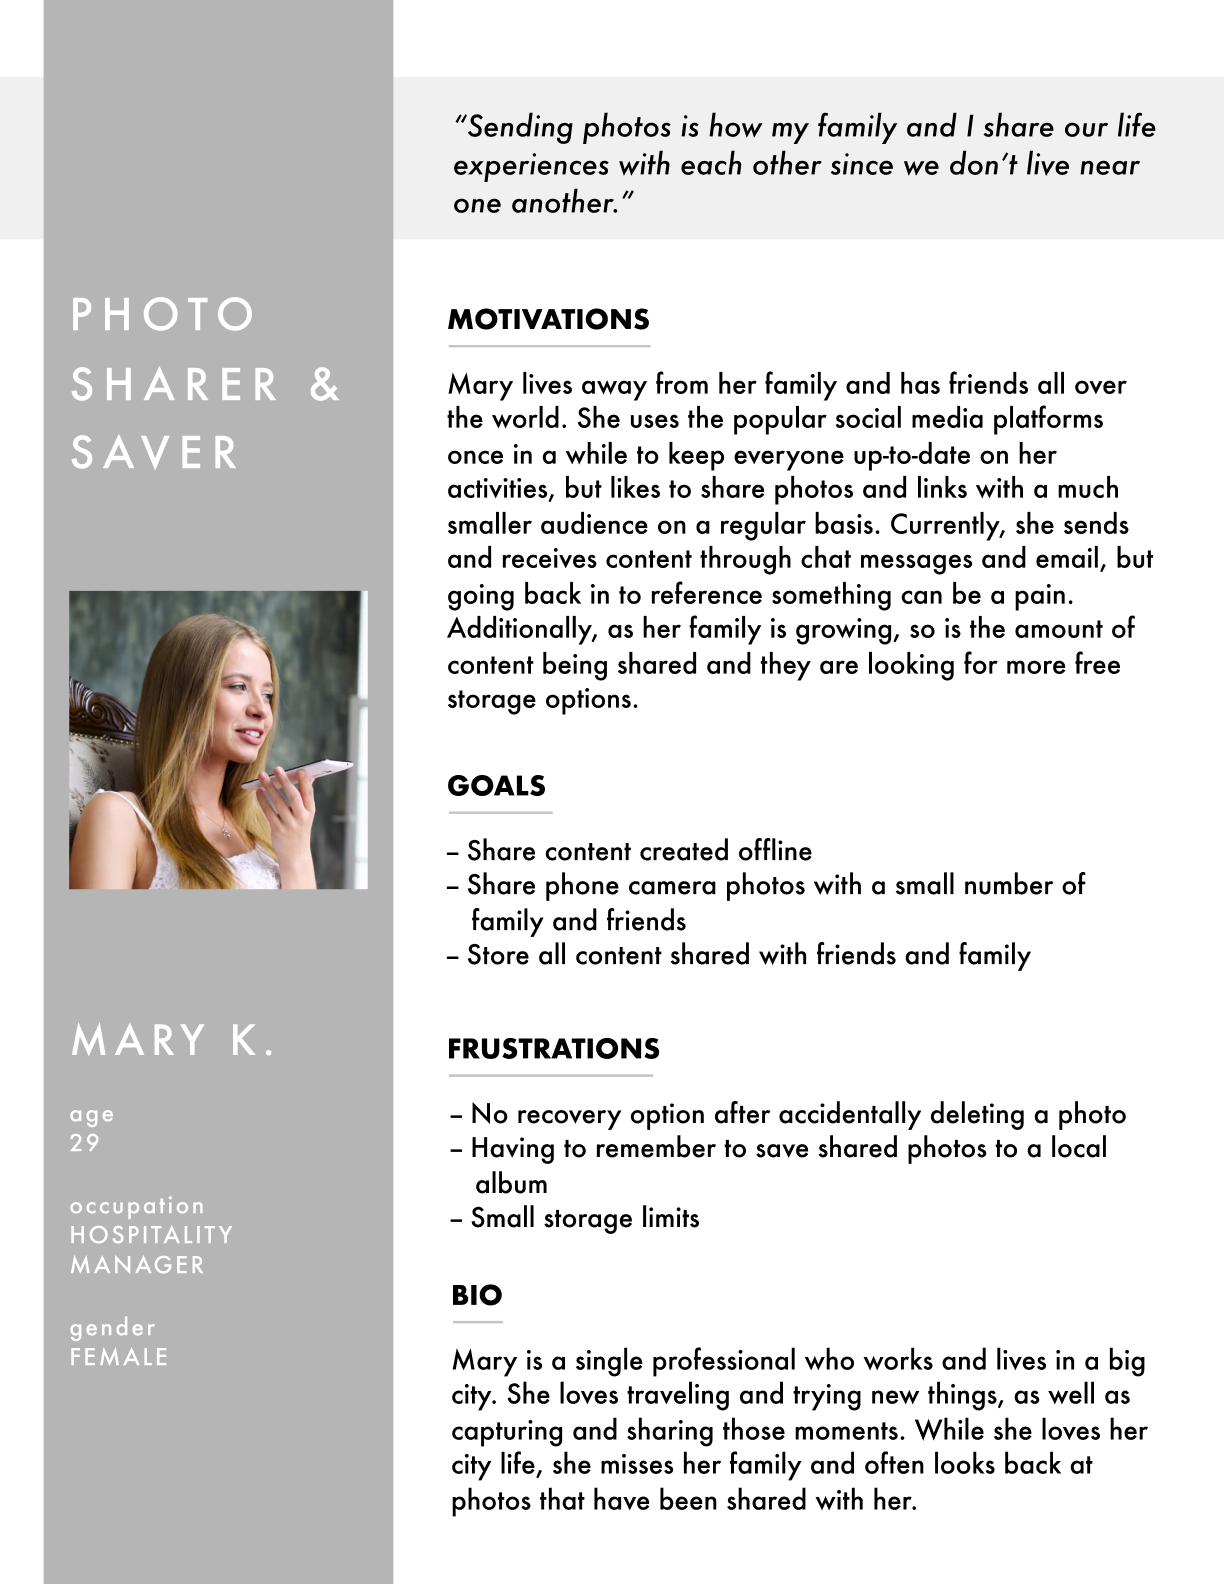 “Sending photos is how my family and I share our life
experiences with each other since we don’t live near
one another.”
PHOTO
SHARER &
SAVER
MARY K.
age
29
occupation
HOSPITALITY
MANAGER
gender
FEMALE
MOTIVATIONS
Mary lives away from her family and has friends all over
the world. She uses the popular social media platforms
once in a while to keep everyone up-to-date on her
activities, but likes to share photos and links with a much
smaller audience on a regular basis. Currently, she sends
and receives content through chat messages and email, but
going back in to reference something can be a pain.
Additionally, as her family is growing, so is the amount of
content being shared and they are looking for more free
storage options.
GOALS
– Share content created offline
– Share phone camera photos with a small number of
family and friends
– Store all content shared with friends and family
FRUSTRATIONS
– No recovery option after accidentally deleting a photo
– Having to remember to save shared photos to a local
album
– Small storage limits
BIO
Mary is a single professional who works and lives in a big
city. She loves traveling and trying new things, as well as
capturing and sharing those moments. While she loves her
city life, she misses her family and often looks back at
photos that have been shared with her.